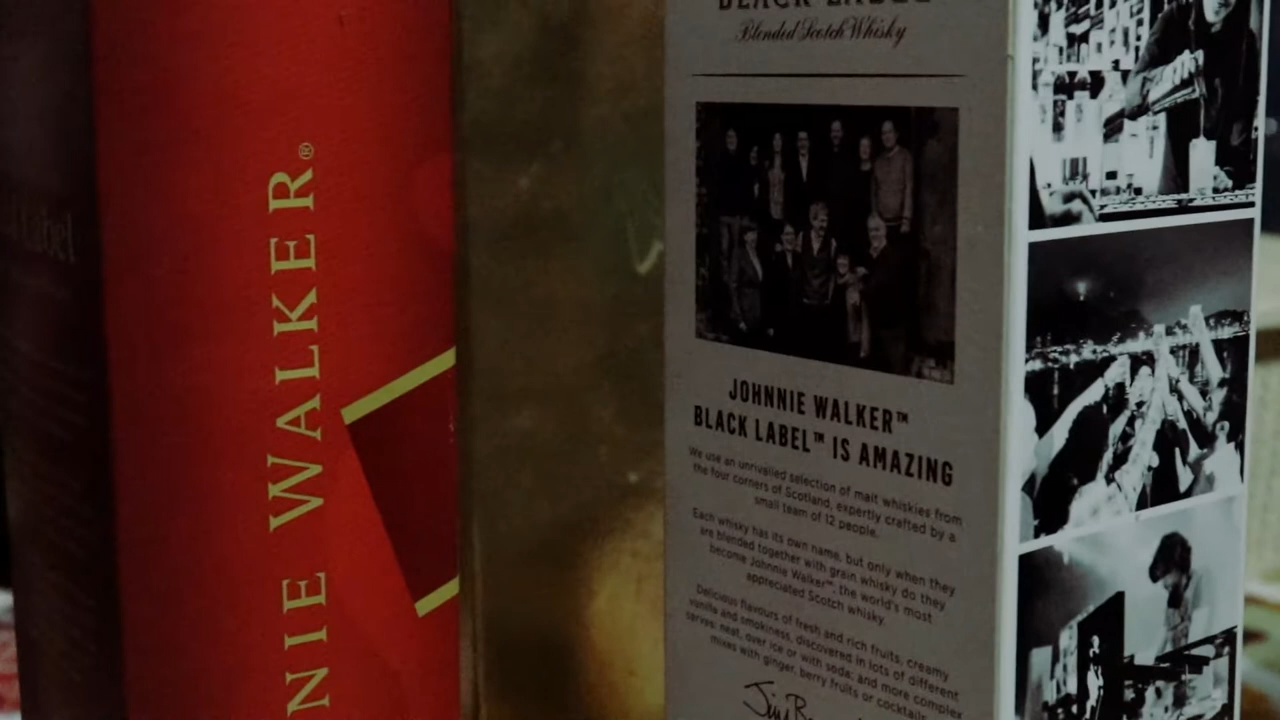 Label
NIE WALKER®
BLACK LABEL
Blended Scotch Whisky
JOHNNIE WALKER™
BLACK LABEL™ IS AMAZING
We use an unrivalled selection of malt whiskies from
the four corners of Scotland, expertly crafted by a
small team of 12 people.
Each whisky has its own name, but only when they
are blended together with grain whisky do they
become Johnnie Walker™, the world's most
appreciated Scotch whisky.
Delicious flavours of fresh and rich fruits, creamy
vanilla and smokiness, discovered in lots of different
serves: neat, over ice or with soda; and more complex
mixes with ginger, berry fruits or cocktails.
Jim